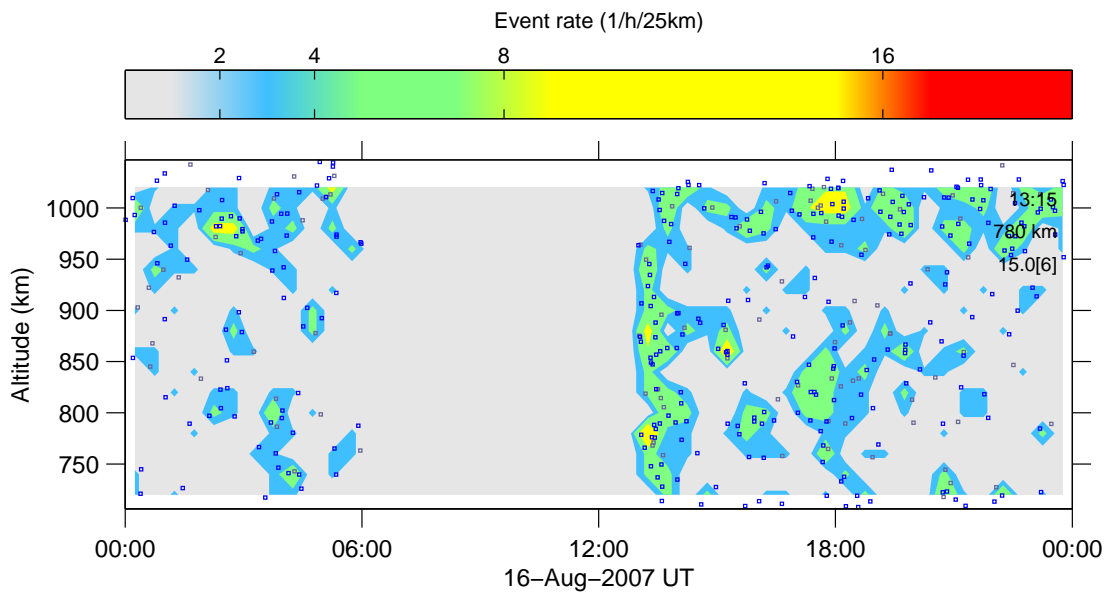 Event rate (1/h/25km)
2 4 8 16
13:15
780 km
15.0[6]
Altitude (km)
1000
950
900
850
800
750
00:00 06:00 12:00 18:00 00:00
16−Aug−2007 UT